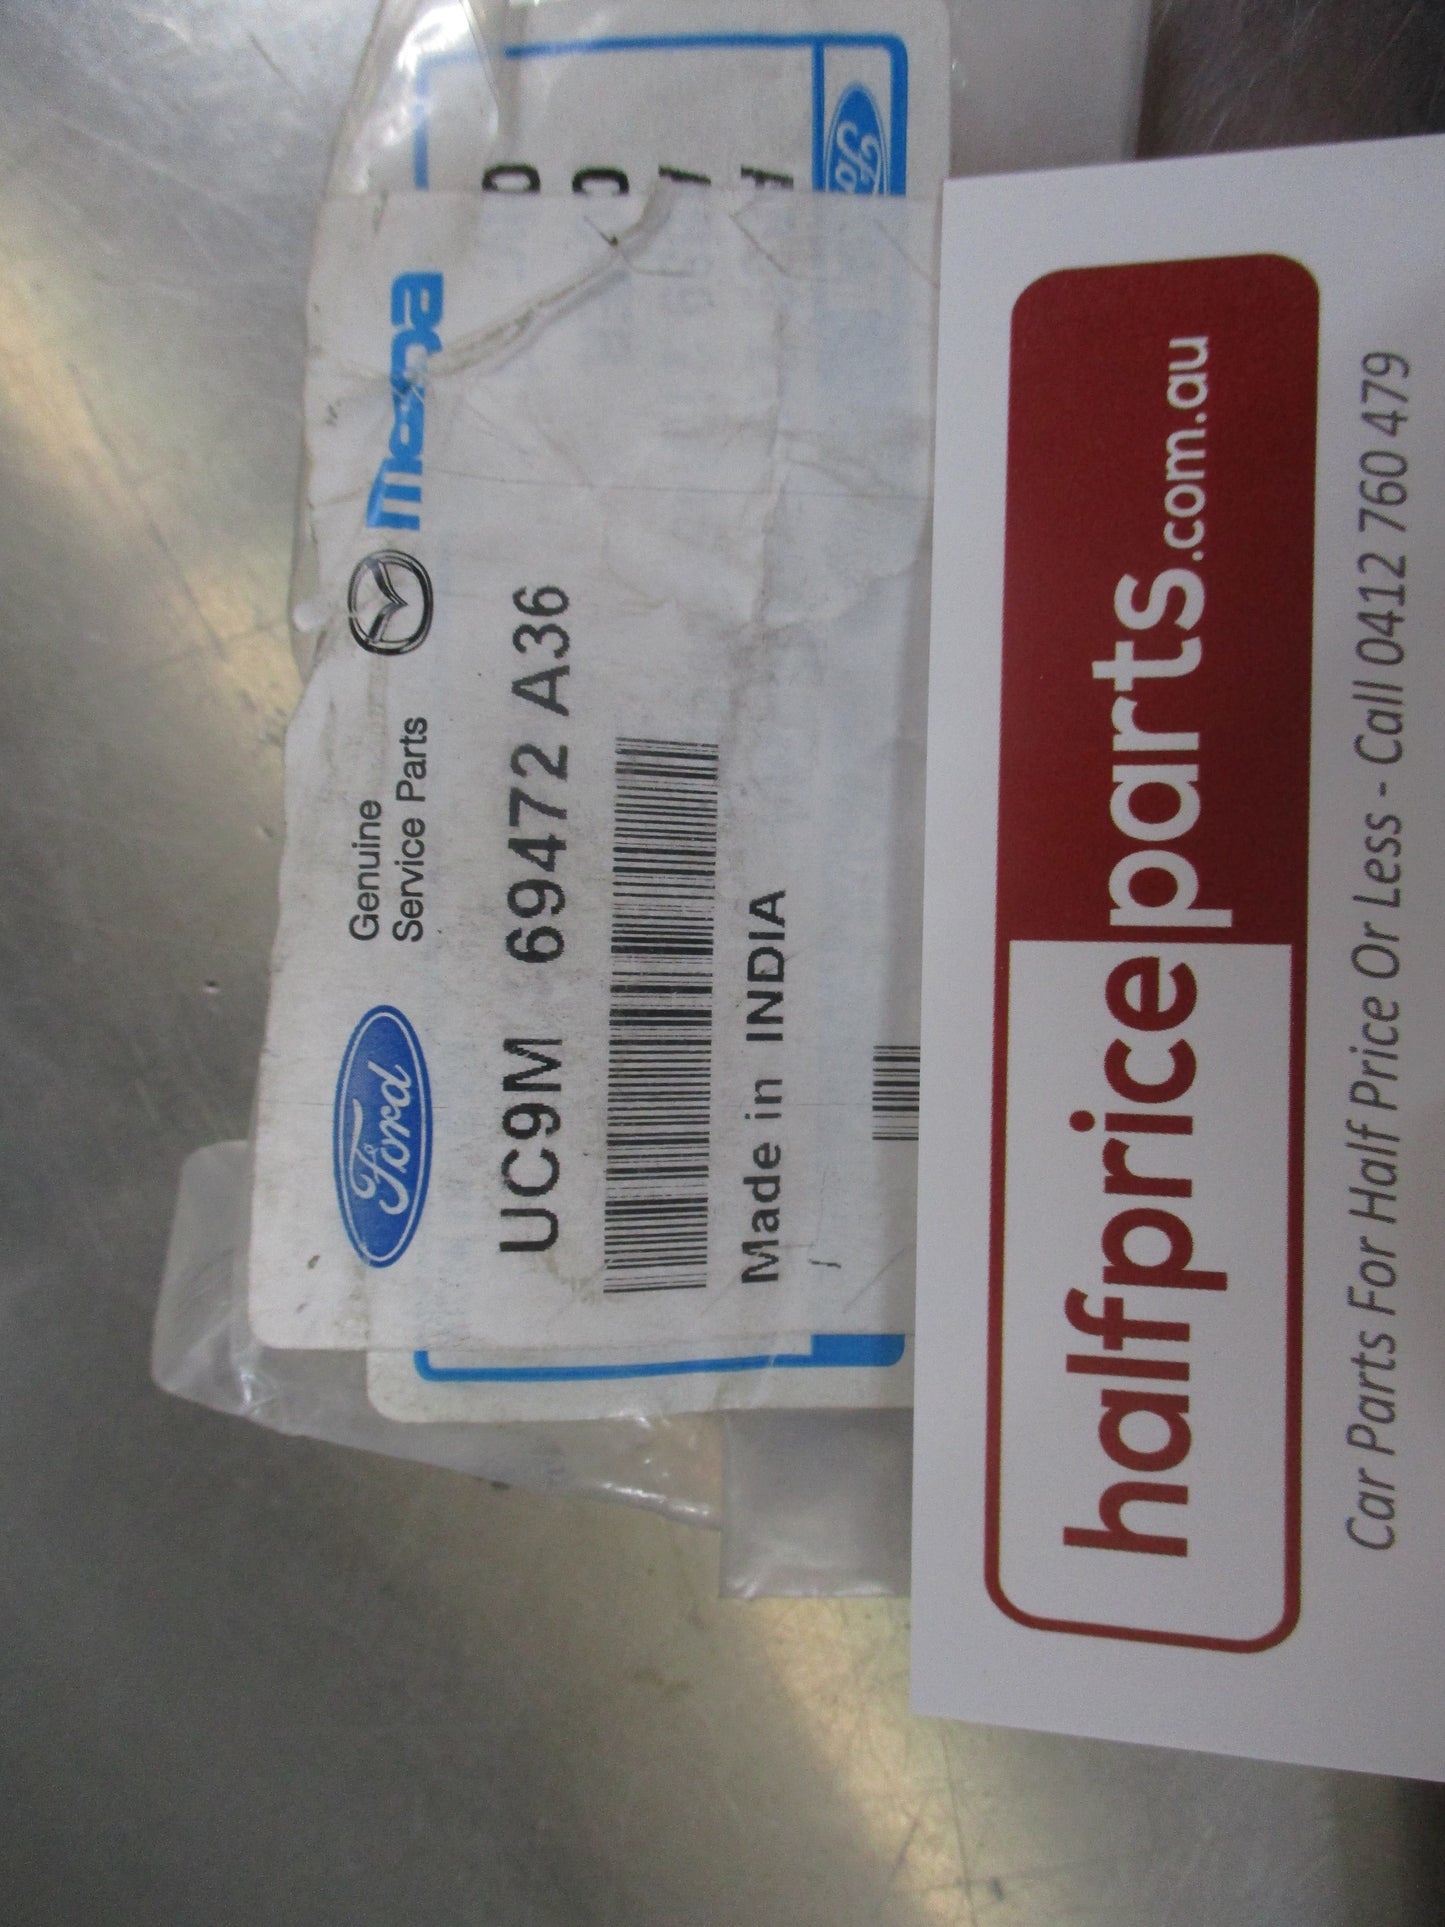 Ford
Genuine
Service Parts
mazda
UC9M 69472 A36
Made in INDIA
halfpriceparts.com.au
Car Parts For Half Price Or Less - Call 0412 760 479